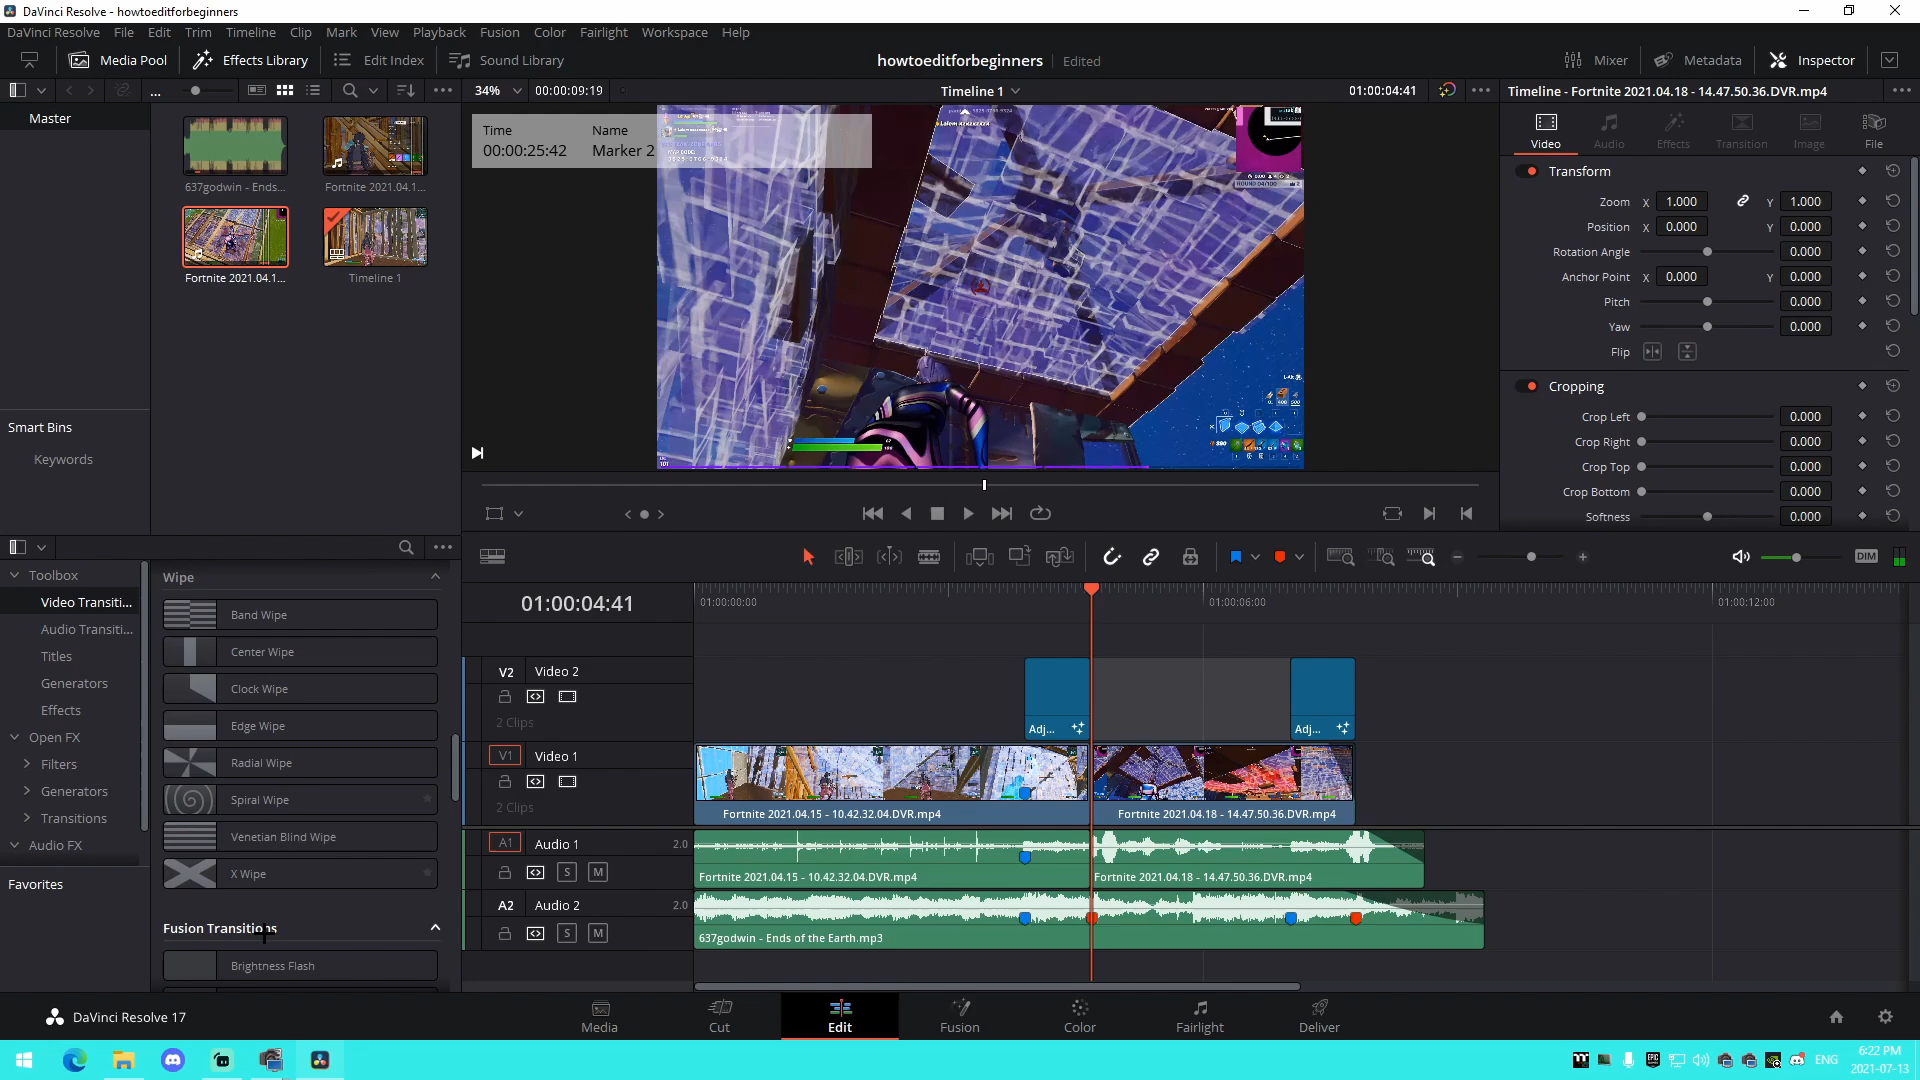 DaVinci Resolve - howtoeditforbeginners
DaVinci Resolve File Edit Trim Timeline Clip Mark View Playback Fusion Color Fairlight Workspace Help
Media Pool Effects Library Edit Index Sound Library howtoeditforbeginners Edited Mixer Metadata Inspector
... 34% 00:00:09:19 Timeline 1 01:00:04:41 Timeline - Fortnite 2021.04.18 - 14.47.50.36.DVR.mp4
Master
637godwin - Ends...
Fortnite 2021.04.1...
Fortnite 2021.04.1...
Timeline 1
Smart Bins
Keywords
Time Name
00:00:25:42 Marker 2
ROUND 04/100
Video Audio Effects Transition Image File
Transform
Zoom X 1.000 Y 1.000
Position X 0.000 Y 0.000
Rotation Angle 0.000
Anchor Point X 0.000 Y 0.000
Pitch 0.000
Yaw 0.000
Flip
Cropping
Crop Left 0.000
Crop Right 0.000
Crop Top 0.000
Crop Bottom 0.000
Softness 0.000
Toolbox
Video Transiti...
Audio Transiti...
Titles
Generators
Effects
Open FX
Filters
Generators
Transitions
Audio FX
Favorites
Wipe
Band Wipe
Center Wipe
Clock Wipe
Edge Wipe
Radial Wipe
Spiral Wipe
Venetian Blind Wipe
X Wipe
Fusion Transitions
Brightness Flash
DIM
01:00:04:41
01:00:00:00 01:00:06:00 01:00:12:00
V2 Video 2
2 Clips
Adj... Adj...
V1 Video 1
2 Clips
Fortnite 2021.04.15 - 10.42.32.04.DVR.mp4 Fortnite 2021.04.18 - 14.47.50.36.DVR.mp4
A1 Audio 1 2.0
S M
Fortnite 2021.04.15 - 10.42.32.04.DVR.mp4 Fortnite 2021.04.18 - 14.47.50.36.DVR.mp4
A2 Audio 2 2.0
S M
637godwin - Ends of the Earth.mp3
DaVinci Resolve 17
Media Cut Edit Fusion Color Fairlight Deliver
ENG
6:22 PM
2021-07-13